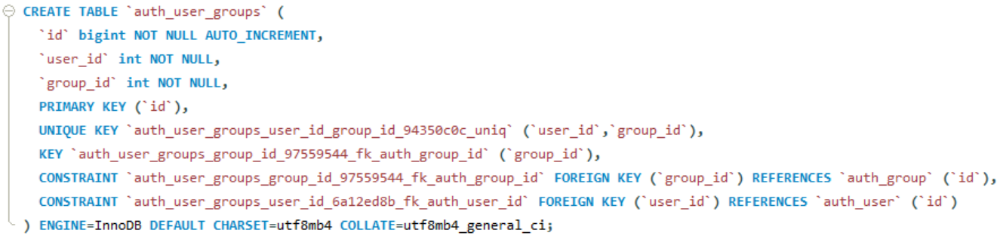 CREATE TABLE `auth_user_groups` (
`id` bigint NOT NULL AUTO_INCREMENT,
`user_id` int NOT NULL,
`group_id` int NOT NULL,
PRIMARY KEY (`id`),
UNIQUE KEY `auth_user_groups_user_id_group_id_94350c0c_uniq` (`user_id`,`group_id`),
KEY `auth_user_groups_group_id_97559544_fk_auth_group_id` (`group_id`),
CONSTRAINT `auth_user_groups_group_id_97559544_fk_auth_group_id` FOREIGN KEY (`group_id`) REFERENCES `auth_group` (`id`),
CONSTRAINT `auth_user_groups_user_id_6a12ed8b_fk_auth_user_id` FOREIGN KEY (`user_id`) REFERENCES `auth_user` (`id`)
) ENGINE=InnoDB DEFAULT CHARSET=utf8mb4 COLLATE=utf8mb4_general_ci;